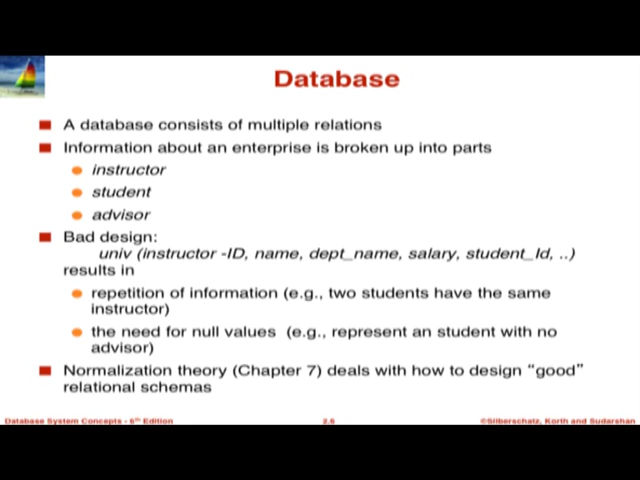 Database
A database consists of multiple relations
Information about an enterprise is broken up into parts
instructor
student
advisor
Bad design:
univ (instructor -ID, name, dept_name, salary, student_Id, ..)
results in
repetition of information (e.g., two students have the same
instructor)
the need for null values (e.g., represent an student with no
advisor)
Normalization theory (Chapter 7) deals with how to design “good”
relational schemas
Database System Concepts - 6th Edition
2.6
©Silberschatz, Korth and Sudarshan